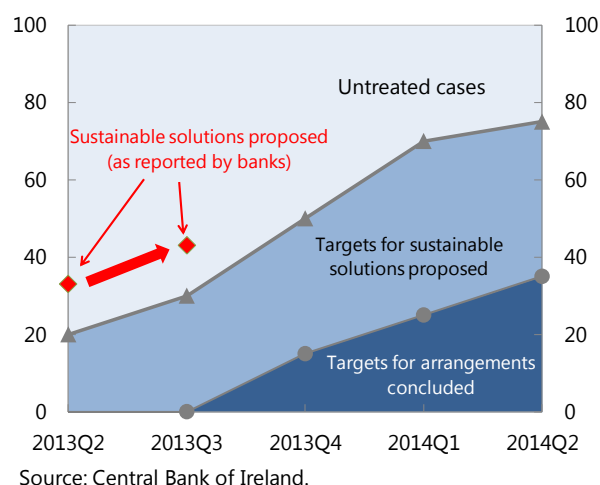 100
100
Untreated cases
80
80
Sustainable solutions proposed
(as reported by banks)
60
60
Targets for sustainable
solutions proposed
40
40
20
20
Targets for arrangements
concluded
0
0
2013Q2 2013Q3 2013Q4 2014Q1 2014Q2
Source: Central Bank of Ireland.